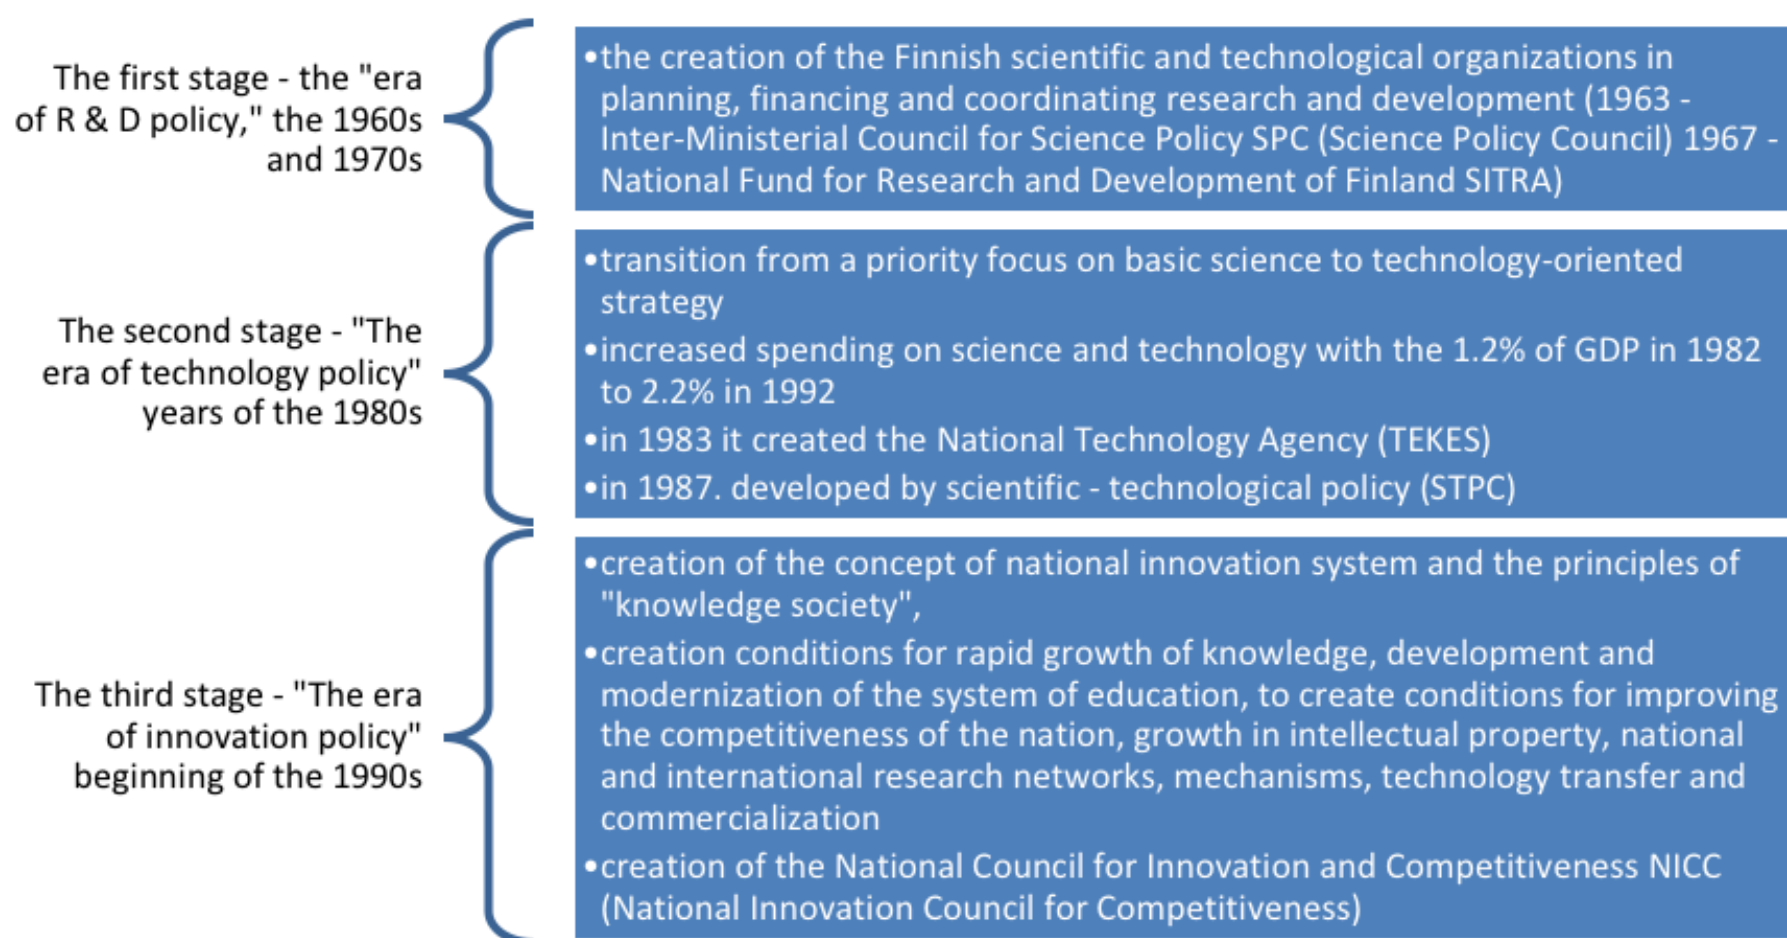 The first stage - the "era
of R & D policy," the 1960s
and 1970s
•the creation of the Finnish scientific and technological organizations in
planning, financing and coordinating research and development (1963 -
Inter-Ministerial Council for Science Policy SPC (Science Policy Council) 1967 -
National Fund for Research and Development of Finland SITRA)
The second stage - "The
era of technology policy"
years of the 1980s
•transition from a priority focus on basic science to technology-oriented
strategy
•increased spending on science and technology with the 1.2% of GDP in 1982
to 2.2% in 1992
•in 1983 it created the National Technology Agency (TEKES)
•in 1987. developed by scientific - technological policy (STPC)
The third stage - "The era
of innovation policy"
beginning of the 1990s
•creation of the concept of national innovation system and the principles of
"knowledge society",
•creation conditions for rapid growth of knowledge, development and
modernization of the system of education, to create conditions for improving
the competitiveness of the nation, growth in intellectual property, national
and international research networks, mechanisms, technology transfer and
commercialization
•creation of the National Council for Innovation and Competitiveness NICC
(National Innovation Council for Competitiveness)